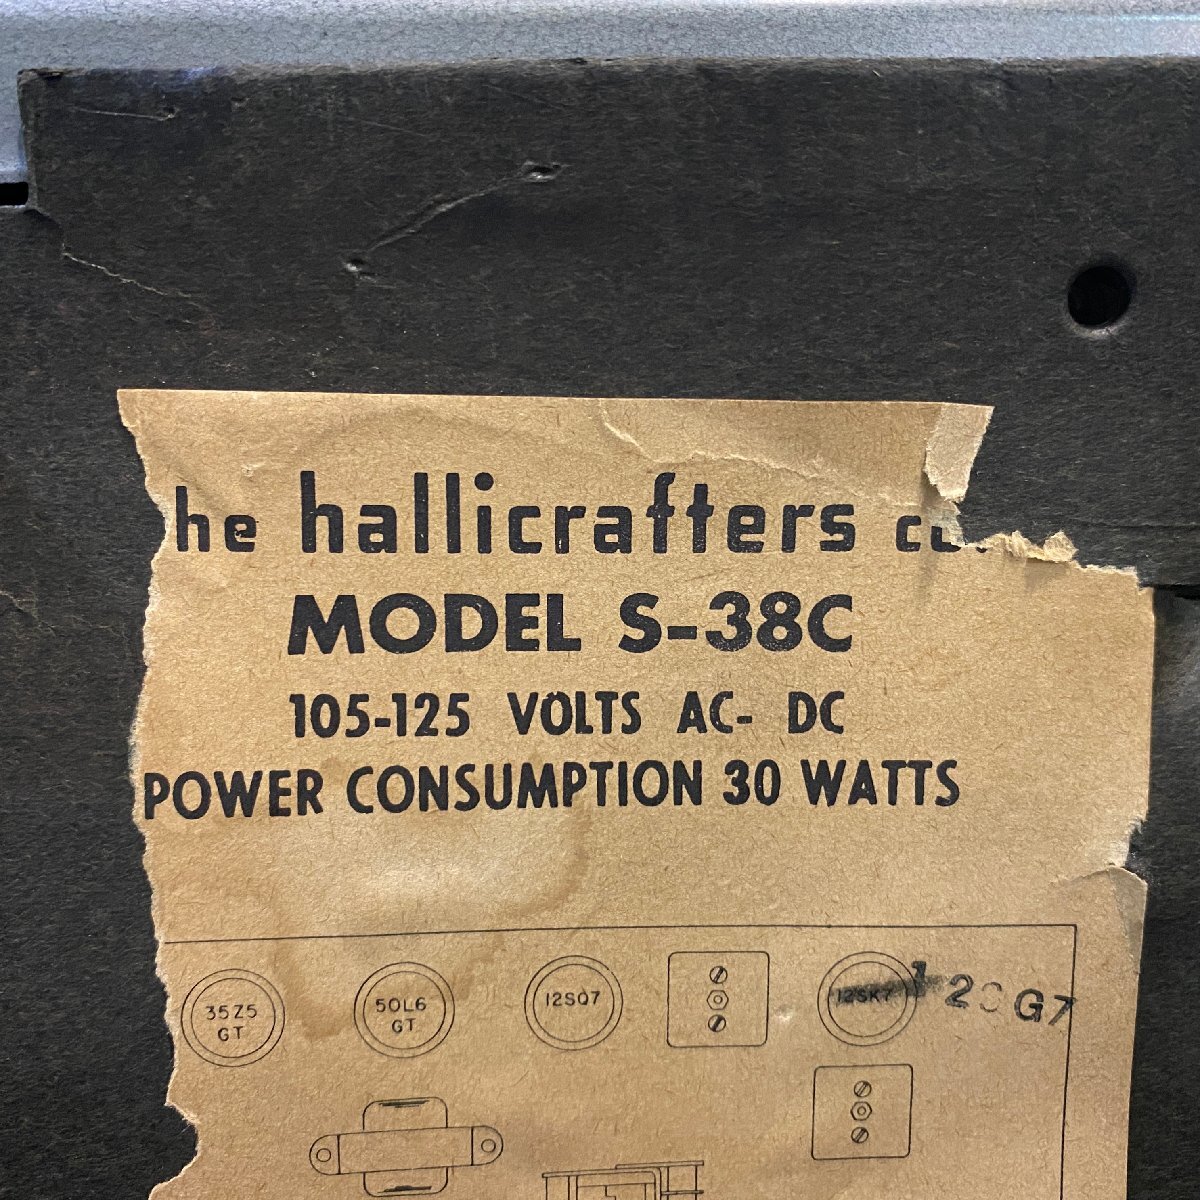 he hallicrafters co.
MODEL S-38C
105-125 VOLTS AC- DC
POWER CONSUMPTION 30 WATTS
35Z5 GT
50L6 GT
12SQ7
12SK7
G7